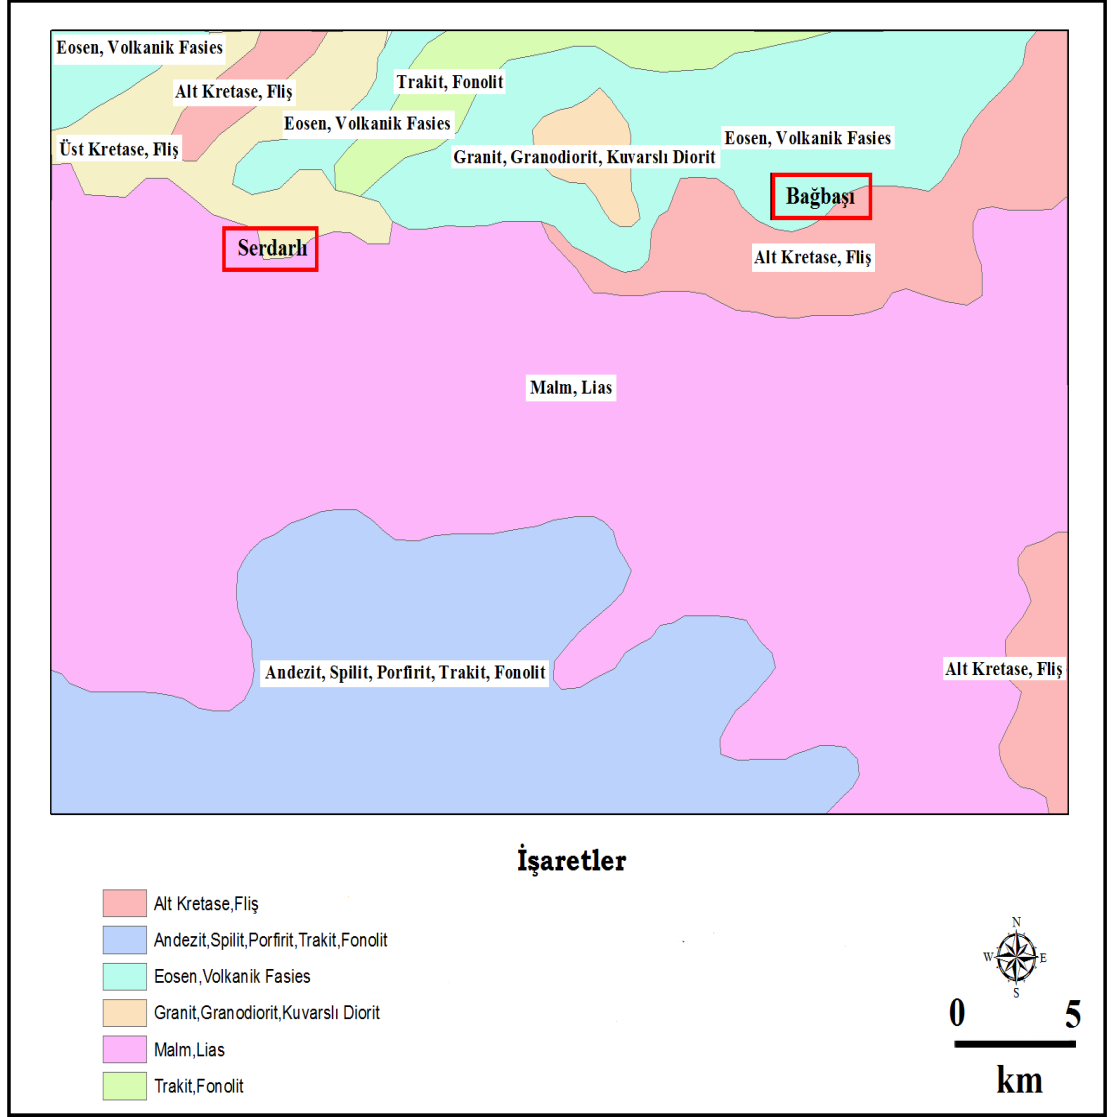 Eosen, Volkanik Fasies
Trakit, Fonolit
Alt Kretase, Fliş
Eosen, Volkanik Fasies
Eosen, Volkanik Fasies
Üst Kretase, Fliş
Granit, Granodiorit, Kuvarslı Diorit
Bağbaşı
Serdarlı
Alt Kretase, Fliş
Malm, Lias
Andezit, Spilit, Porfirit, Trakit, Fonolit
Alt Kretase, Fliş
İşaretler
Alt Kretase,Fliş
Andezit,Spilit,Porfirit,Trakit,Fonolit
Eosen,Volkanik Fasies
Granit,Granodiorit,Kuvarslı Diorit
Malm,Lias
Trakit,Fonolit
N
W E
S
0 5
km